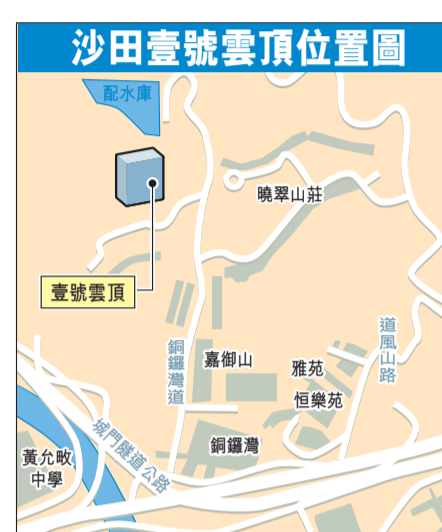 沙田壹號雲頂位置圖
配水庫
曉翠山莊
壹號雲頂
銅鑼灣道
嘉御山
道風山路
雅苑
恒樂苑
銅鑼灣
城門隧道公路
黃允畋
中學